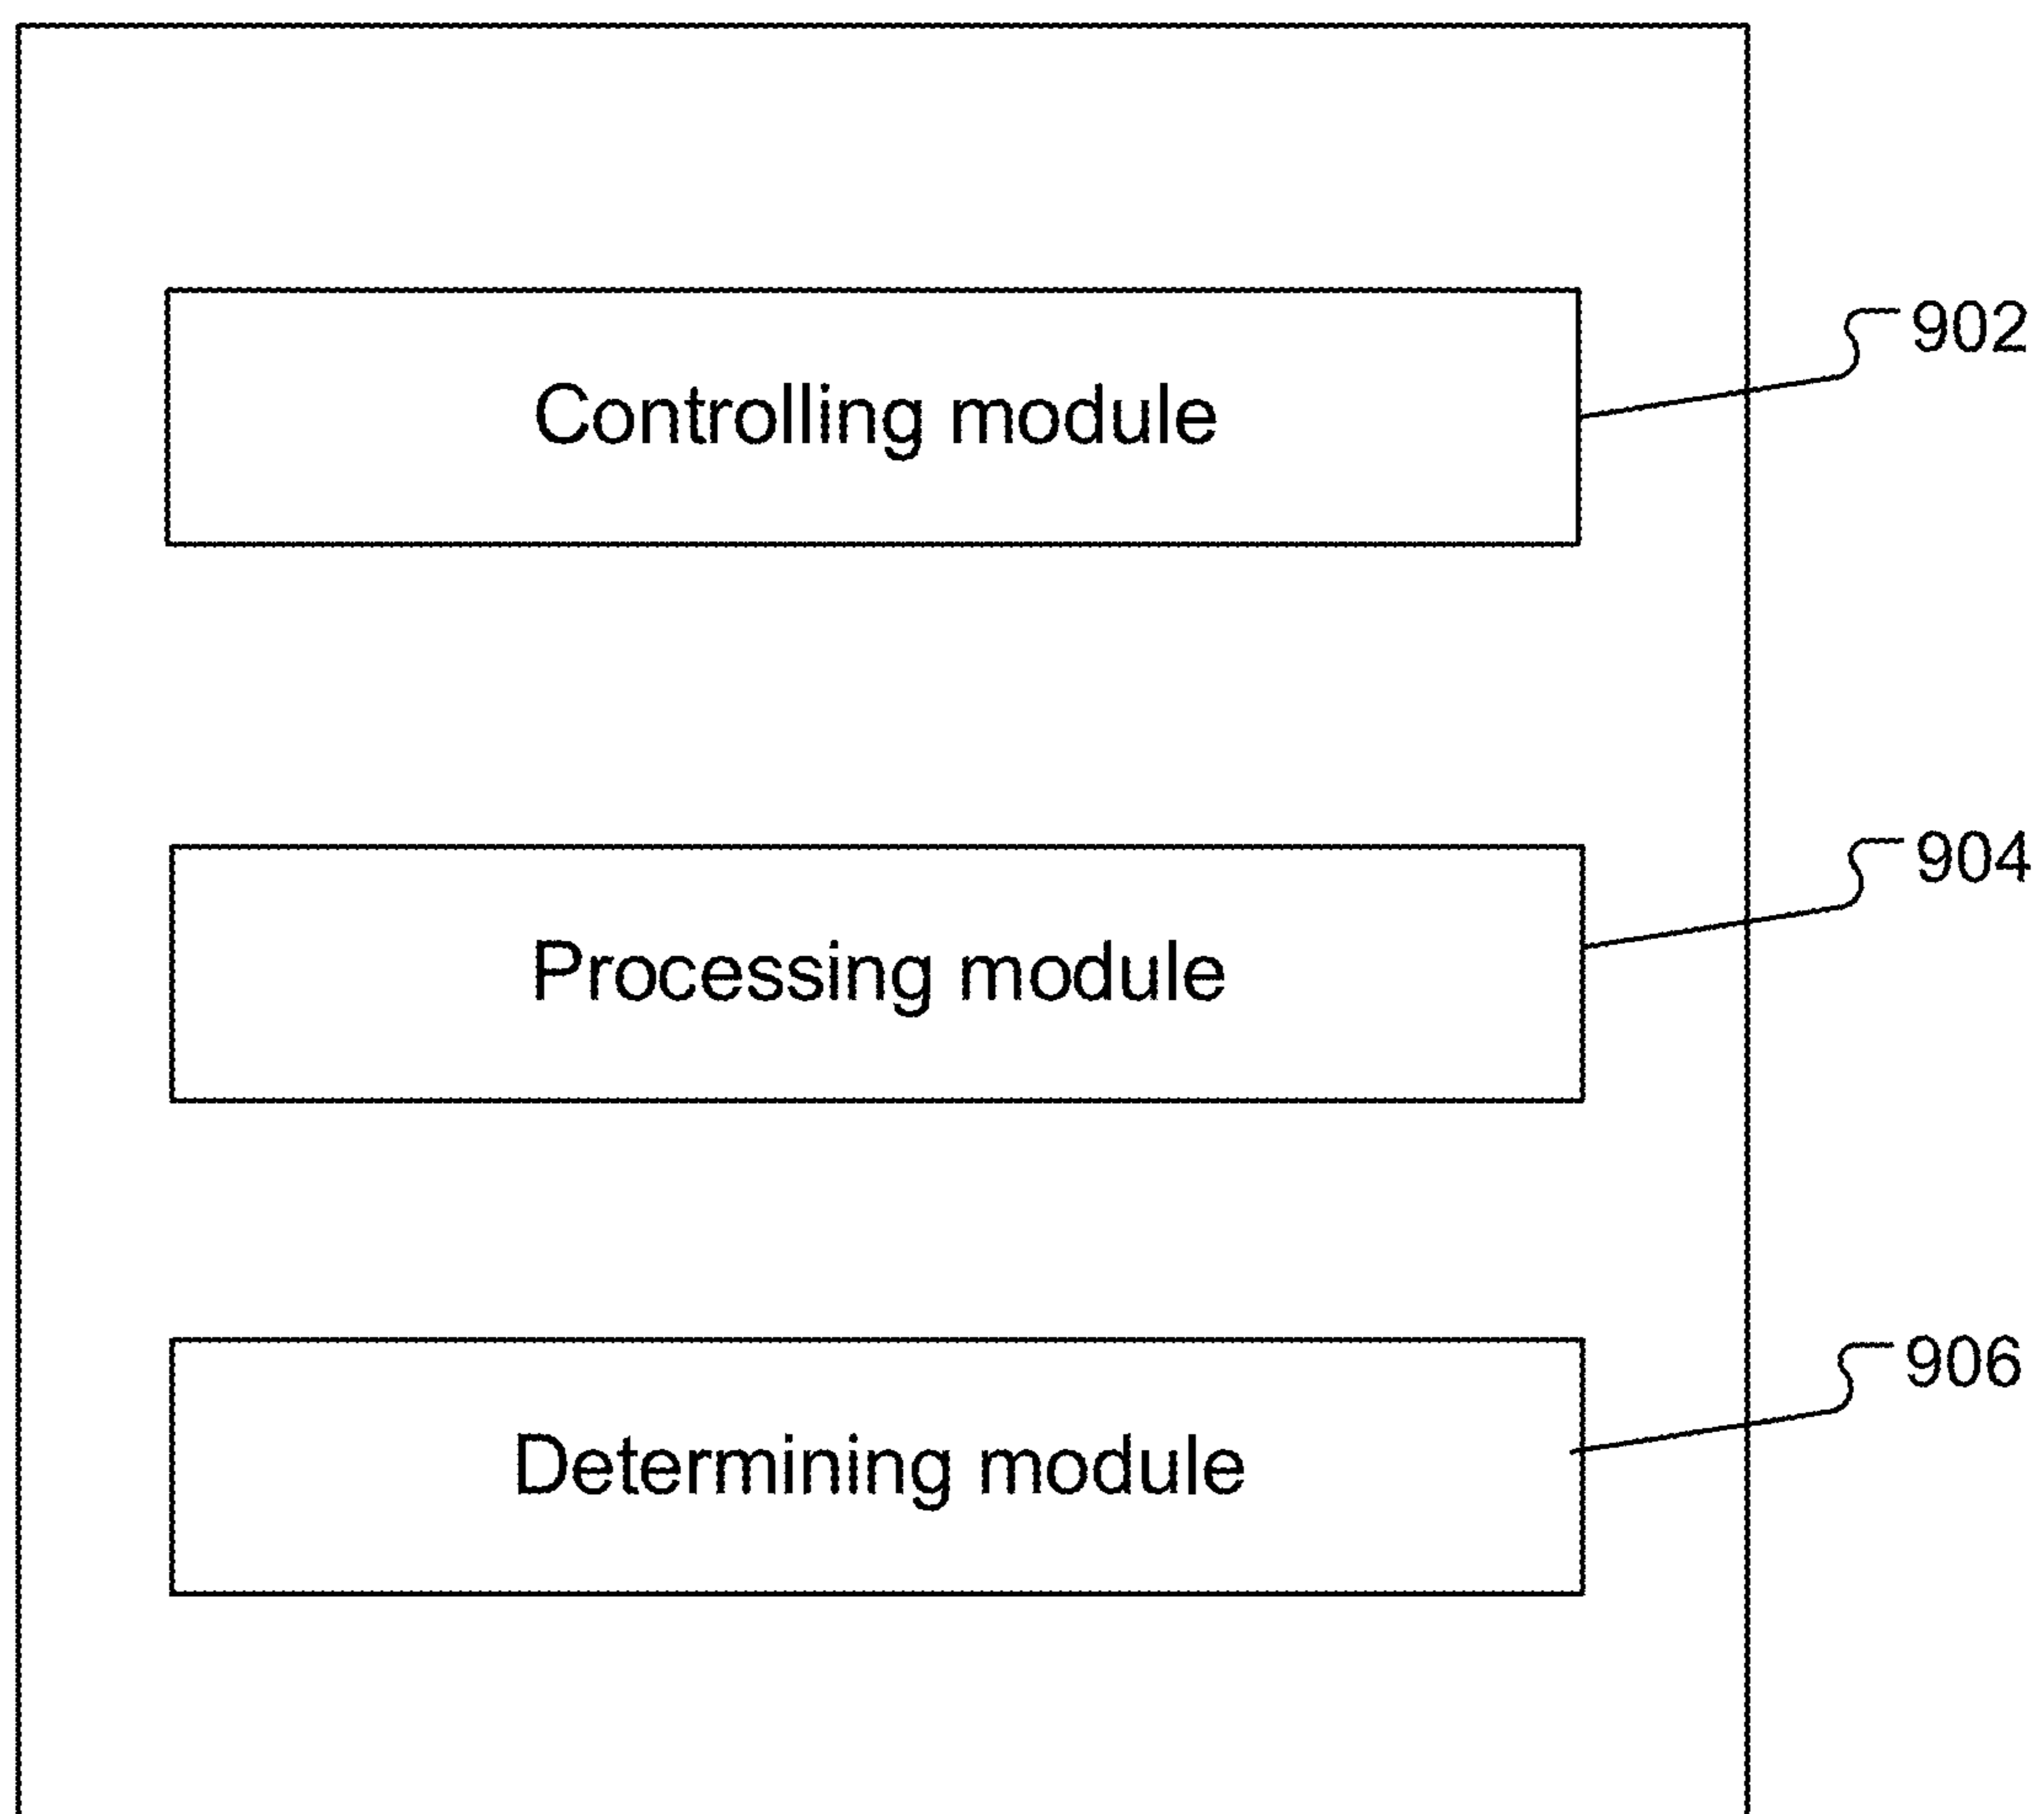 Controlling module
902
Processing module
904
Determining module
906